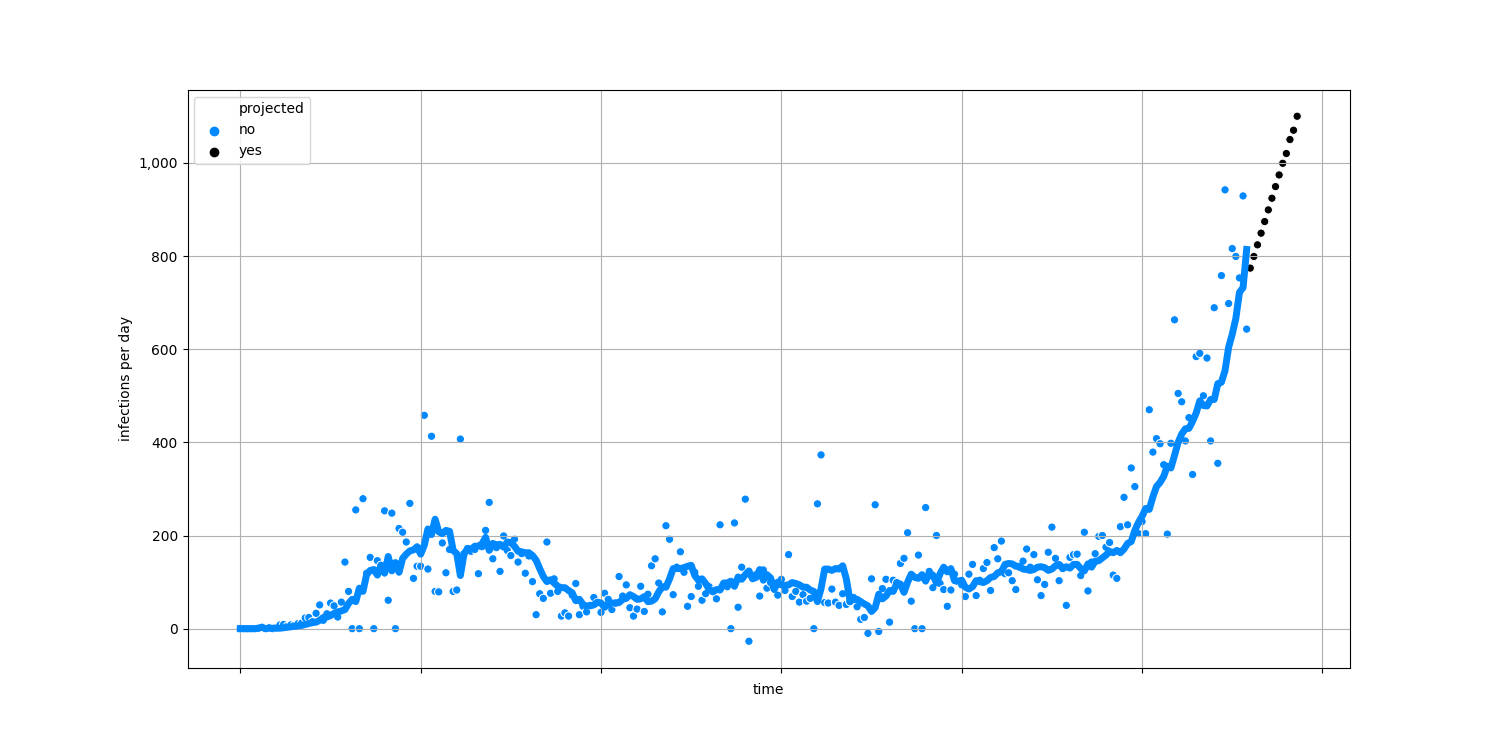 projected
no
yes
1,000
800
600
400
200
0
infections per day
time